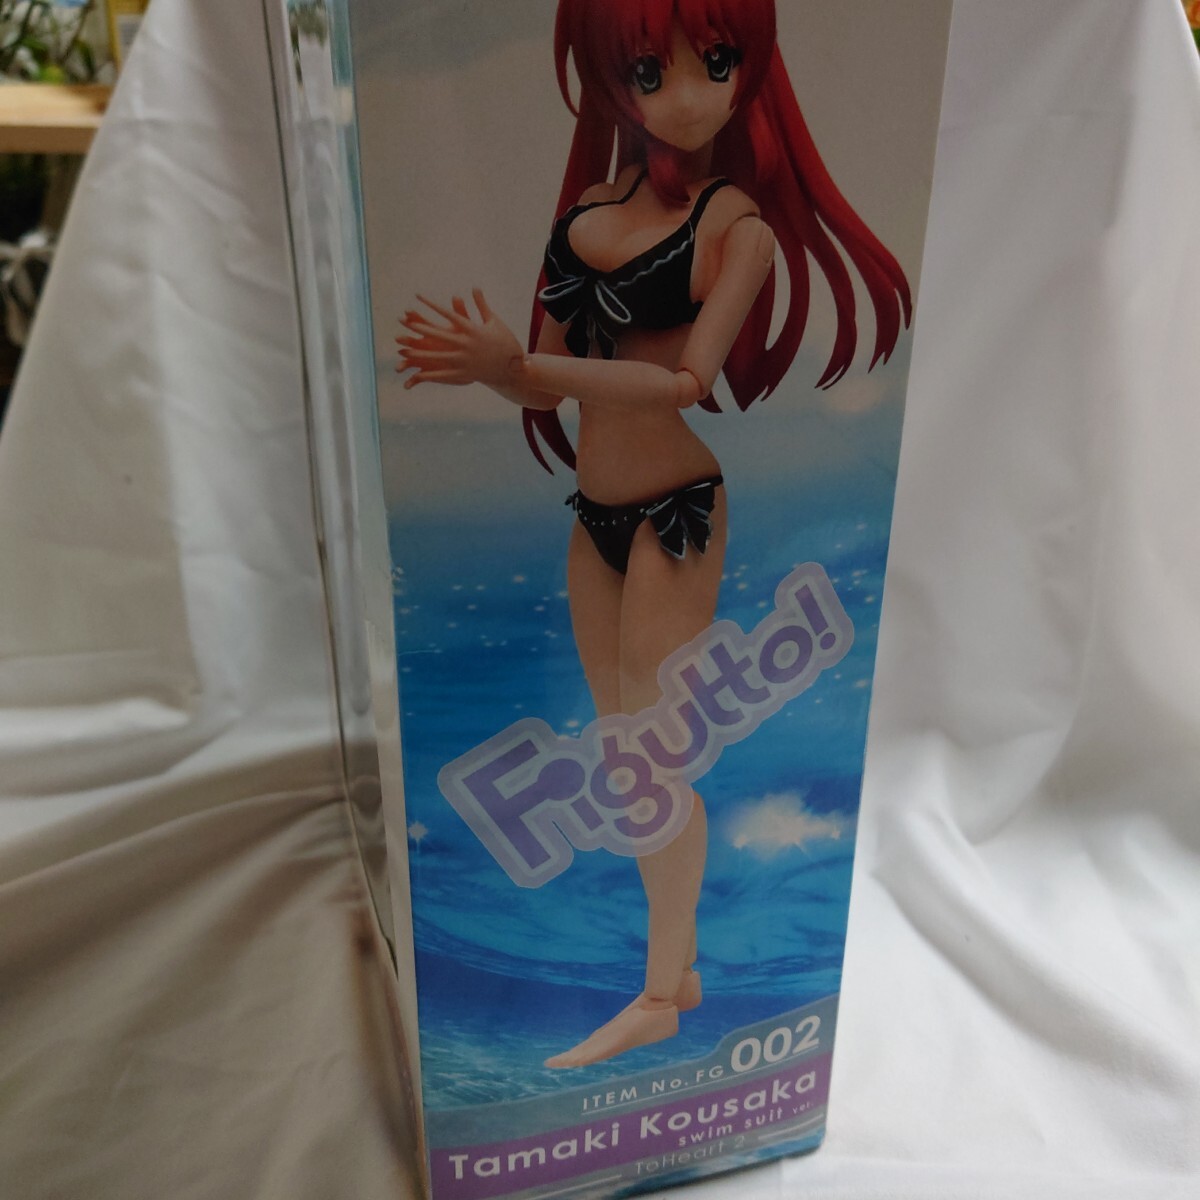 Figutto!
ITEM No. FG 002
Tamaki Kousaka
swim suit ver.
ToHeart 2